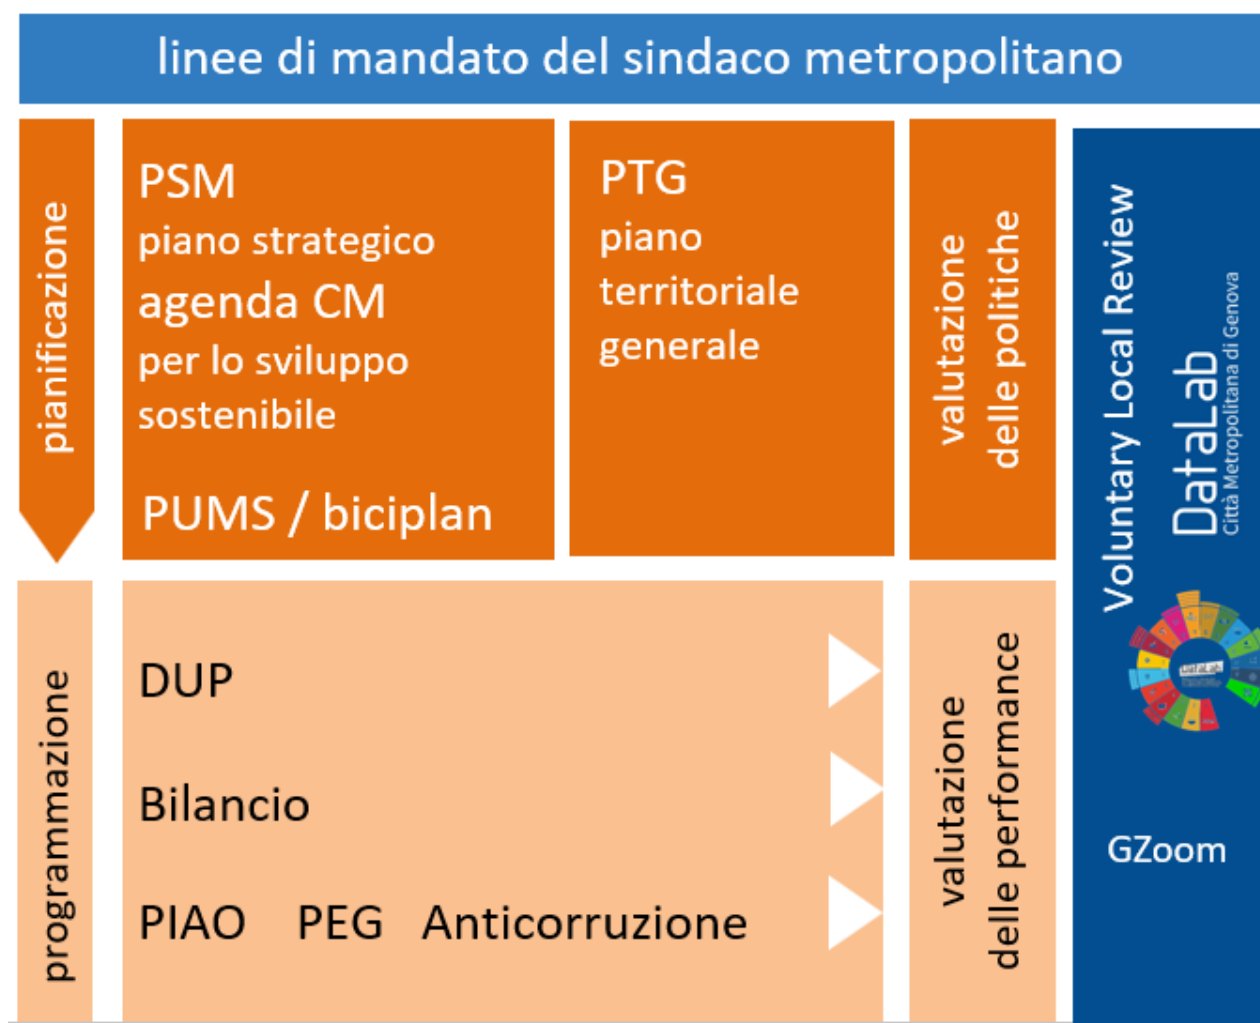 linee di mandato del sindaco metropolitano
pianificazione
PSM
piano strategico
agenda CM
per lo sviluppo
sostenibile
PUMS / biciplan
PTG
piano
territoriale
generale
valutazione
delle politiche
Voluntary Local Review
DataLab
Città Metropolitana di Genova
programmazione
DUP
Bilancio
PIAO PEG Anticorruzione
valutazione
delle performance
DataLab
GZoom